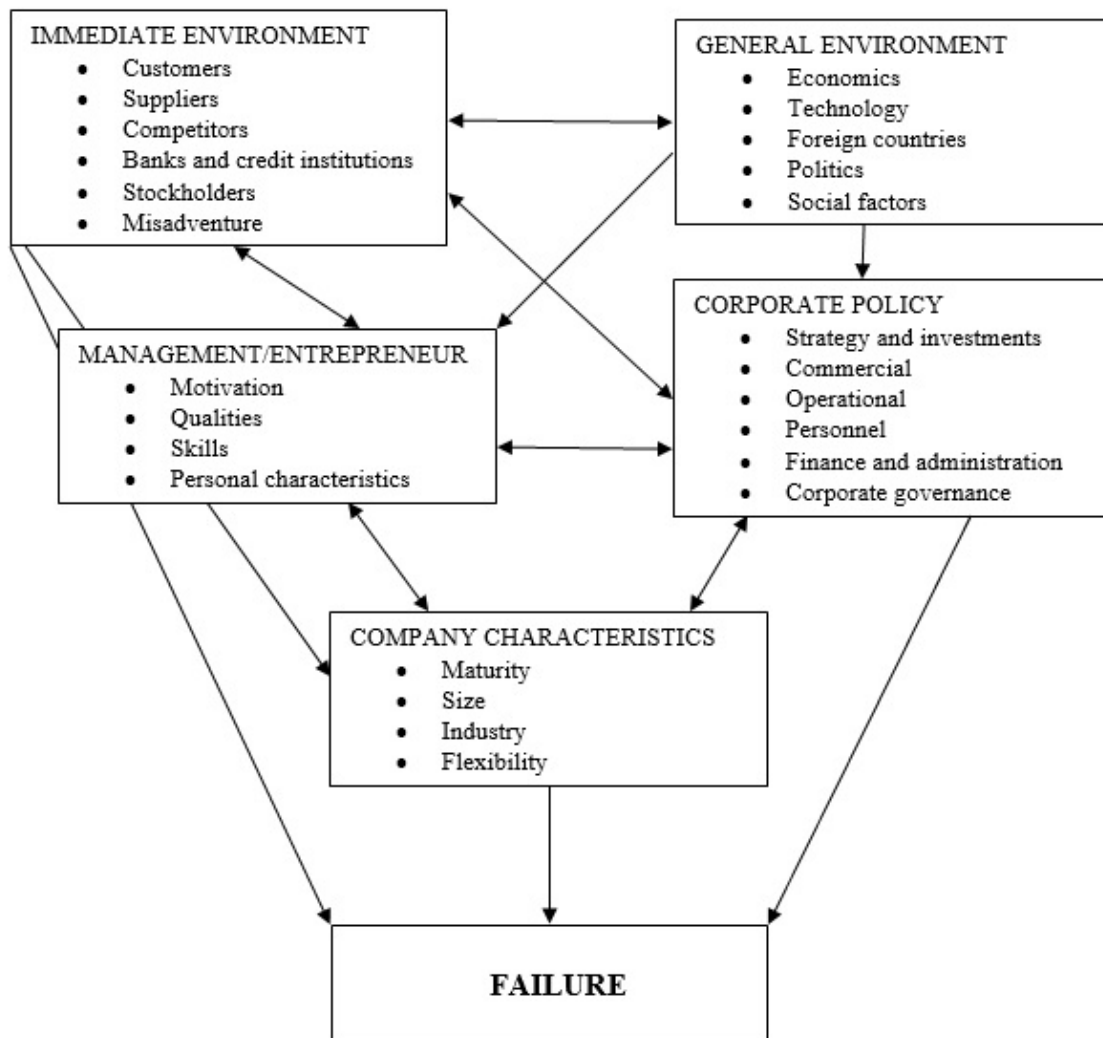 IMMEDIATE ENVIRONMENT
• Customers
• Suppliers
• Competitors
• Banks and credit institutions
• Stockholders
• Misadventure
GENERAL ENVIRONMENT
• Economics
• Technology
• Foreign countries
• Politics
• Social factors
MANAGEMENT/ENTREPRENEUR
• Motivation
• Qualities
• Skills
• Personal characteristics
CORPORATE POLICY
• Strategy and investments
• Commercial
• Operational
• Personnel
• Finance and administration
• Corporate governance
COMPANY CHARACTERISTICS
• Maturity
• Size
• Industry
• Flexibility
FAILURE